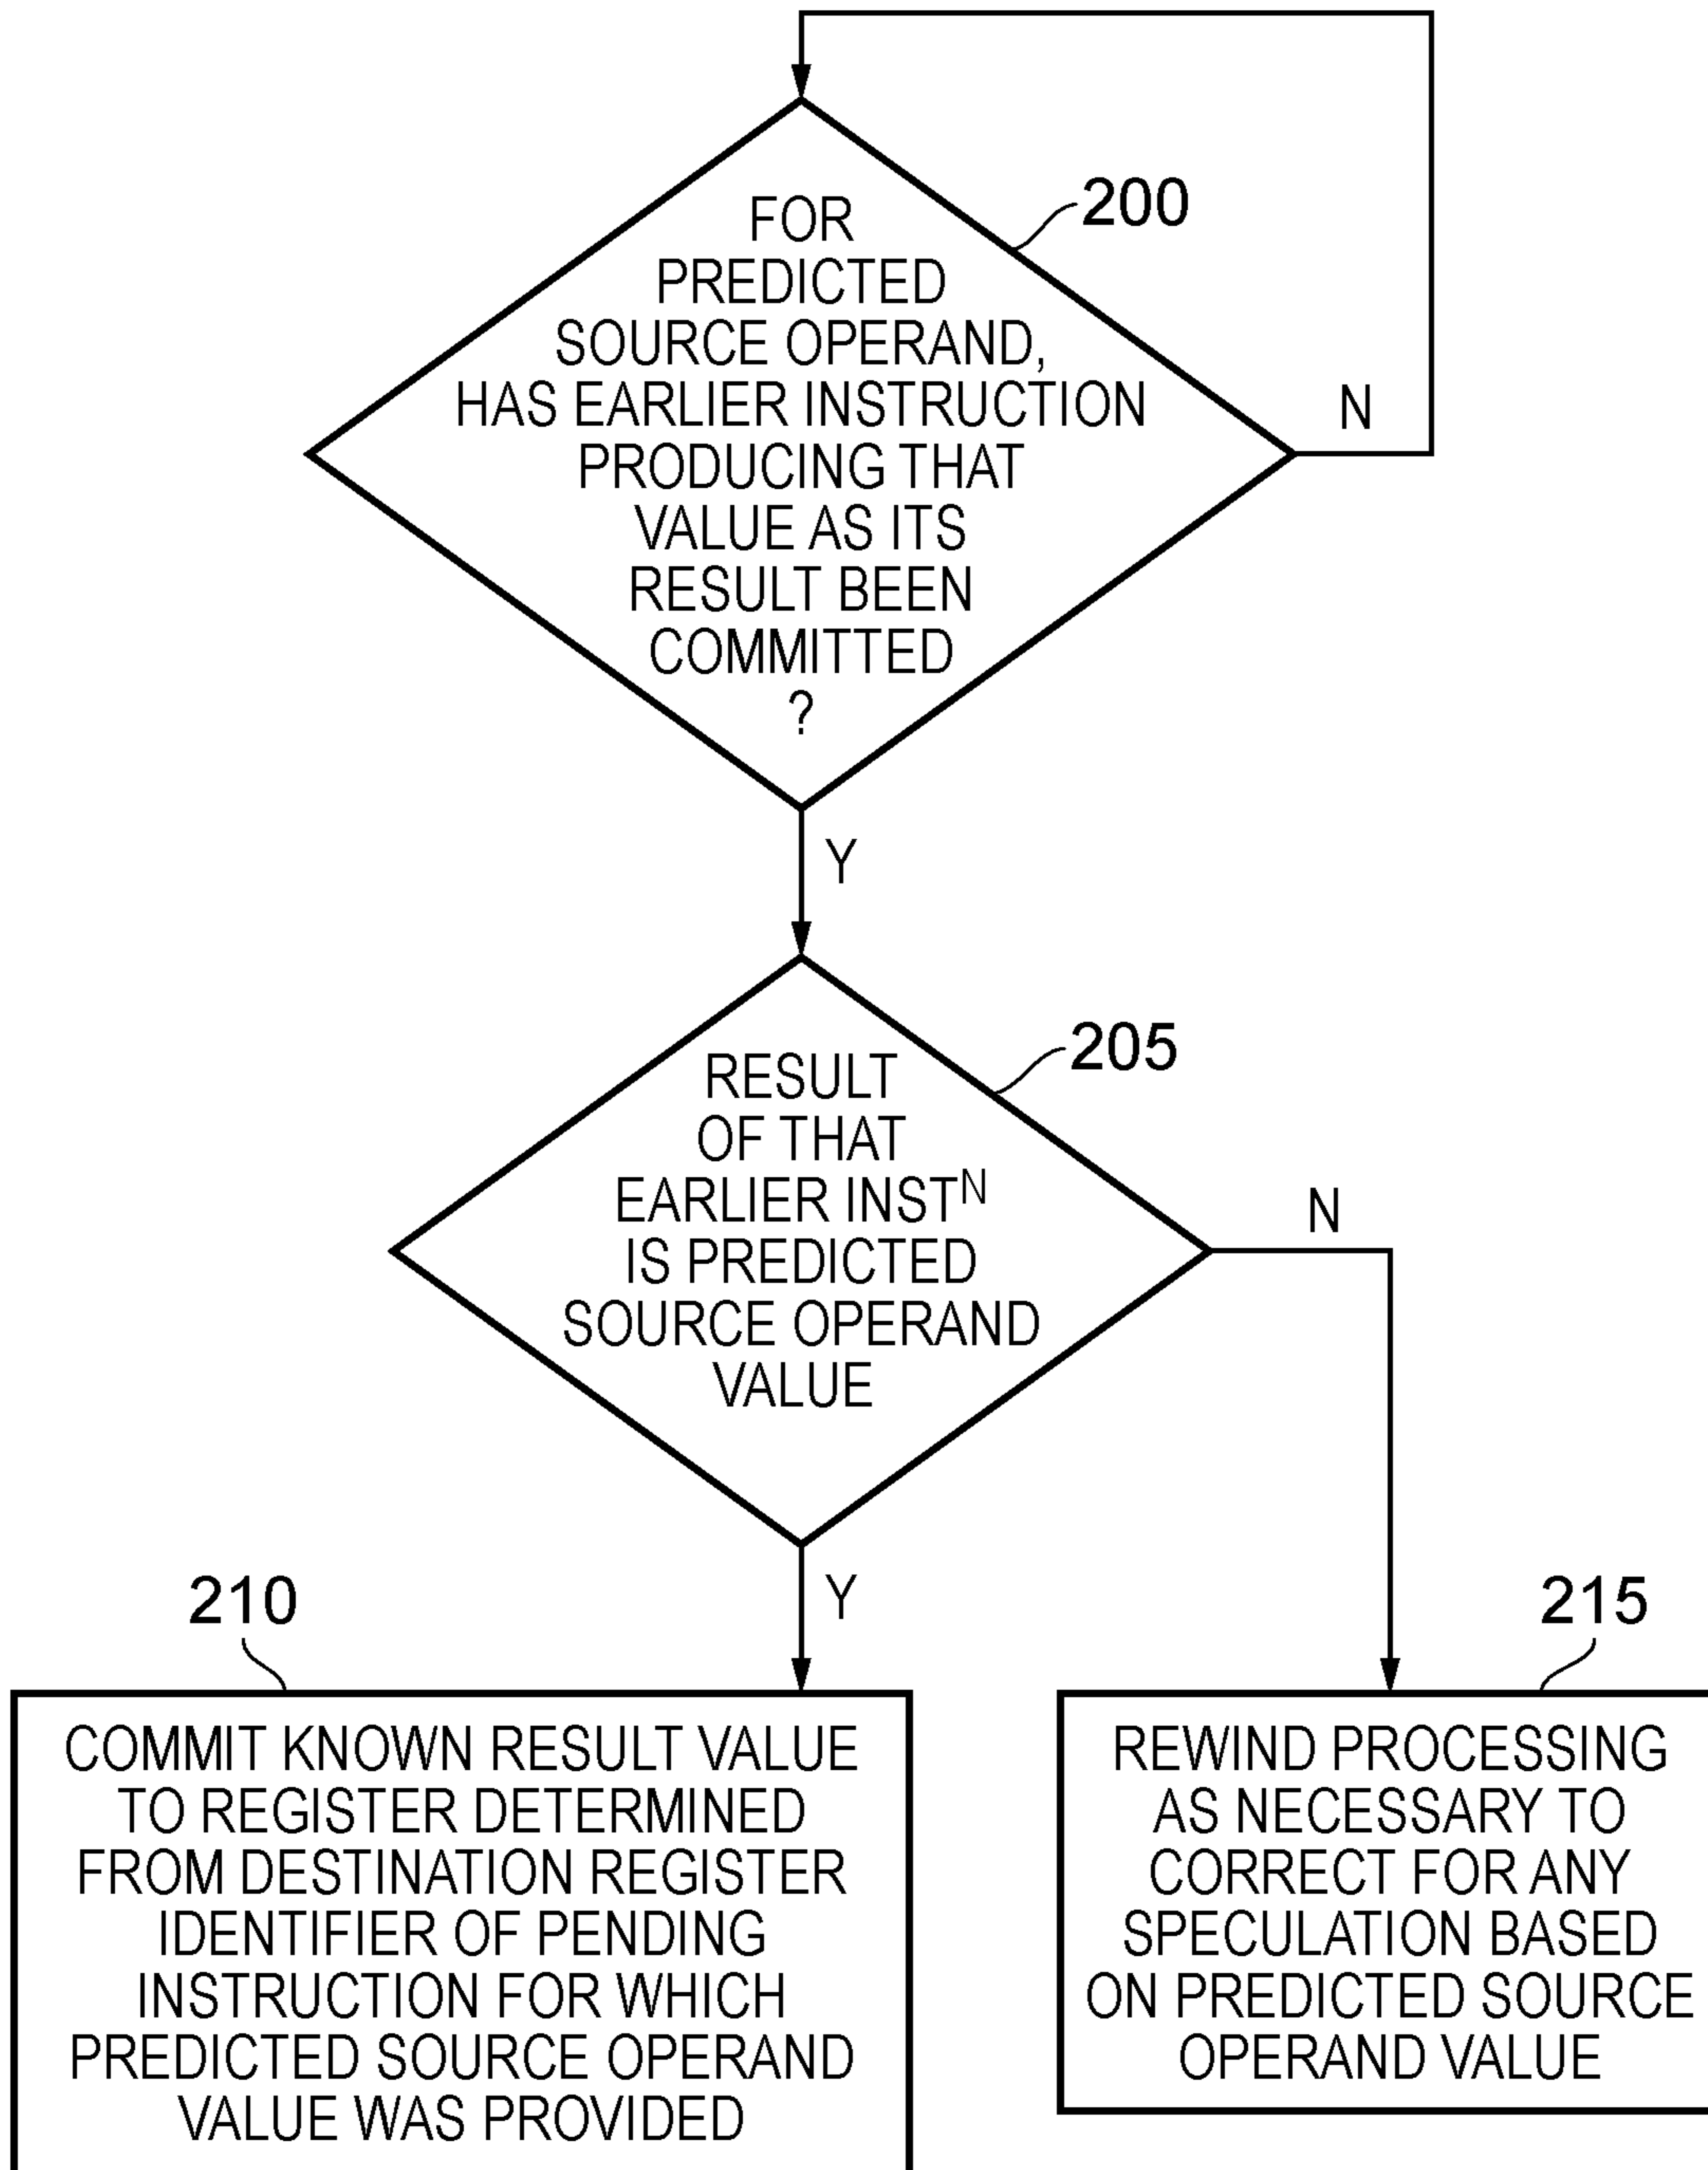 FOR
PREDICTED
SOURCE OPERAND,
HAS EARLIER INSTRUCTION
PRODUCING THAT
VALUE AS ITS
RESULT BEEN
COMMITTED
?
200
N
Y
RESULT
OF THAT
EARLIER INSTᴺ
IS PREDICTED
SOURCE OPERAND
VALUE
205
N
Y
210
COMMIT KNOWN RESULT VALUE
TO REGISTER DETERMINED
FROM DESTINATION REGISTER
IDENTIFIER OF PENDING
INSTRUCTION FOR WHICH
PREDICTED SOURCE OPERAND
VALUE WAS PROVIDED
215
REWIND PROCESSING
AS NECESSARY TO
CORRECT FOR ANY
SPECULATION BASED
ON PREDICTED SOURCE
OPERAND VALUE